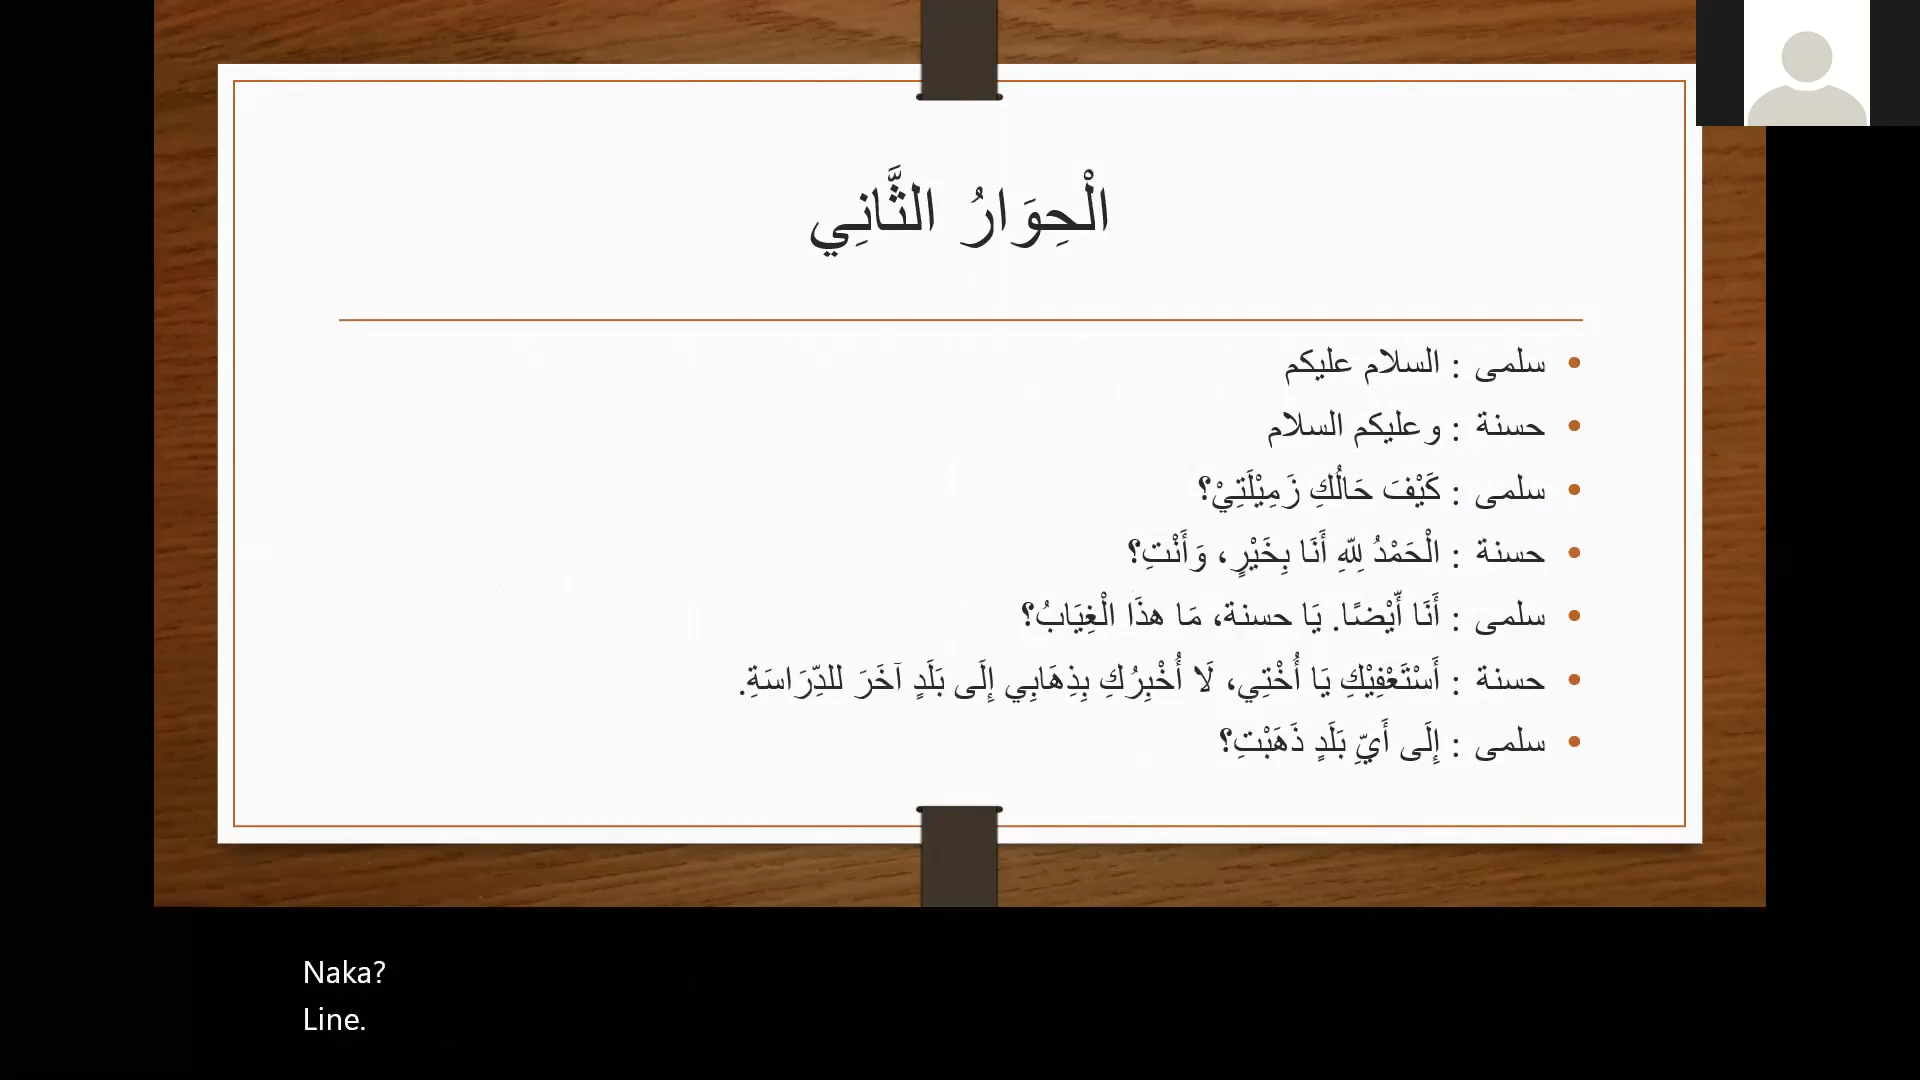 الْحِوَارُ الثَّانِي
• سلمى : السلام عليكم
• حسنة : وعليكم السلام
• سلمى : كَيْفَ حَالُكِ زَمِيْلَتِيْ؟
• حسنة : الْحَمْدُ لِلّهِ أَنَا بِخَيْرٍ، وَأَنْتِ؟
• سلمى : أَنَا أَيْضًا. يَا حسنة، مَا هذَا الْغِيَابُ؟
• حسنة : أَسْتَعْفِيْكِ يَا أُخْتِي، لَا أُخْبِرُكِ بِذِهَابِي إِلَى بَلَدٍ آخَرَ للدِّرَاسَةِ.
• سلمى : إِلَى أَيِّ بَلَدٍ ذَهَبْتِ؟
Naka?
Line.